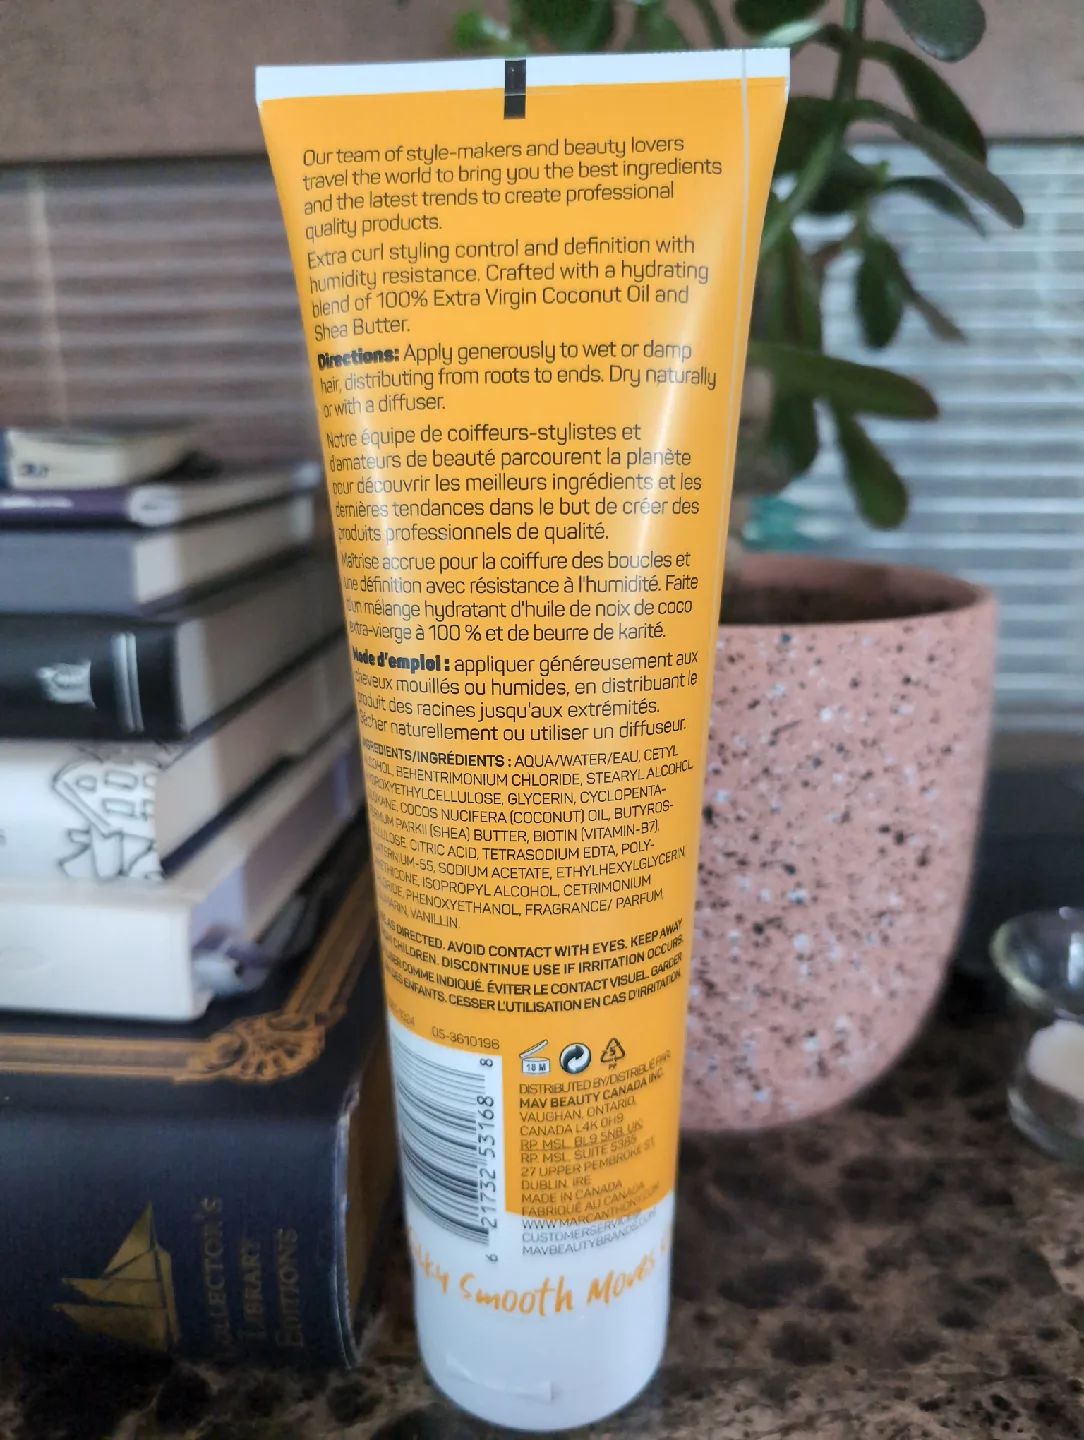 Our team of style-makers and beauty lovers
travel the world to bring you the best ingredients
and the latest trends to create professional
quality products.
Extra curl styling control and definition with
humidity resistance. Crafted with a hydrating
blend of 100% Extra Virgin Coconut Oil and
Shea Butter.
Directions: Apply generously to wet or damp
hair, distributing from roots to ends. Dry naturally
or with a diffuser.
Notre équipe de coiffeurs-stylistes et
d'amateurs de beauté parcourent la planète
pour découvrir les meilleurs ingrédients et les
dernières tendances dans le but de créer des
produits professionnels de qualité.
Maîtrise accrue pour la coiffure des boucles et
une définition avec résistance à l'humidité. Faite
d'un mélange hydratant d'huile de noix de coco
extra-vierge à 100 % et de beurre de karité.
Mode d'emploi : appliquer généreusement aux
cheveux mouillés ou humides, en distribuant le
produit des racines jusqu'aux extrémités.
Sécher naturellement ou utiliser un diffuseur.
INGREDIENTS/INGRÉDIENTS : AQUA/WATER/EAU, CETYL
ALCOHOL, BEHENTRIMONIUM CHLORIDE, STEARYL ALCOHOL
HYDROXYETHYLCELLULOSE, GLYCERIN, CYCLOPENTA-
COCOS NUCIFERA (COCONUT) OIL, BUTYROS-
PARKII (SHEA) BUTTER, BIOTIN (VITAMIN-B7),
CITRIC ACID, TETRASODIUM EDTA, POLY-
SODIUM ACETATE, ETHYLHEXYLGLYCERIN
ISOPROPYL ALCOHOL, CETRIMONIUM
PHENOXYETHANOL, FRAGRANCE/ PARFUM,
VANILLIN.
AS DIRECTED. AVOID CONTACT WITH EYES. KEEP AWAY
CHILDREN. DISCONTINUE USE IF IRRITATION OCCURS.
COMME INDIQUÉ. ÉVITER LE CONTACT VISUEL. GARDER
DES ENFANTS. CESSER L'UTILISATION EN CAS D'IRRITATION.
05-3610198
18 M
5
PP
DISTRIBUTED BY/DISTRIBUÉ PAR
MAV BEAUTY CANADA INC.
VAUGHAN, ONTARIO,
CANADA L4K 0H9
RP: MSL, BL9 5NB, UK
RP: MSL, SUITE 5385
27 UPPER PEMBROKE ST.
DUBLIN, IRE
MADE IN CANADA
FABRIQUÉ AU CANADA
WWW.MARCANTHONY.COM
CUSTOMERSERVICE@
MAVBEAUTYBRANDS.COM
6 21732 53168 8
Smooth Moves
COLLECTOR'S
LIBRARY
EDITIONS